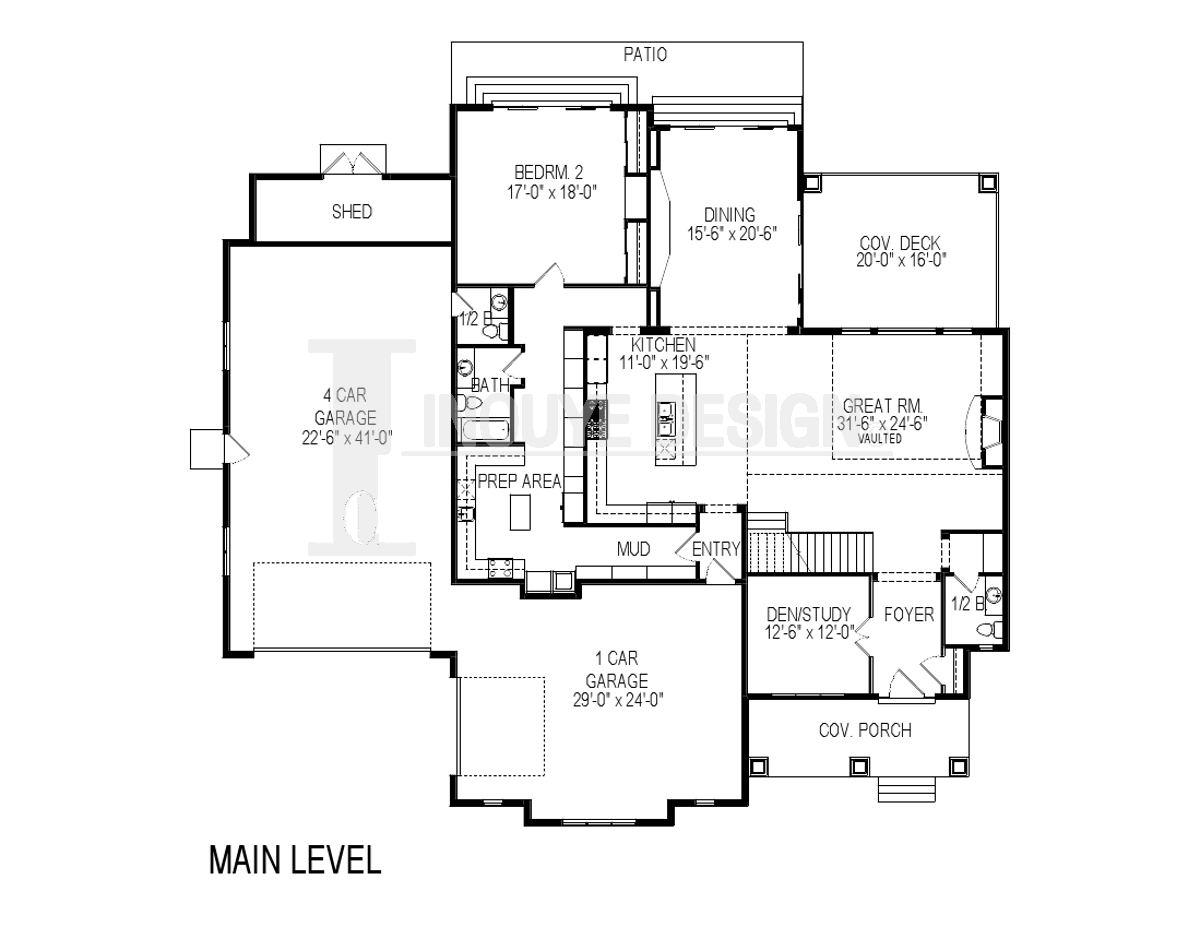 PATIO
BEDRM. 2
17'-0" x 18'-0"
SHED
DINING
15'-6" x 20'-6"
COV. DECK
20'-0" x 16'-0"
1/2 B
KITCHEN
11'-0" x 19'-6"
BATH
4 CAR
GARAGE
22'-6" x 41'-0"
INOUYE DESIGN
GREAT RM.
31'-6" x 24'-6"
VAULTED
PREP AREA
MUD
ENTRY
DEN/STUDY
12'-6" x 12'-0"
FOYER
1/2 B
1 CAR
GARAGE
29'-0" x 24'-0"
COV. PORCH
MAIN LEVEL